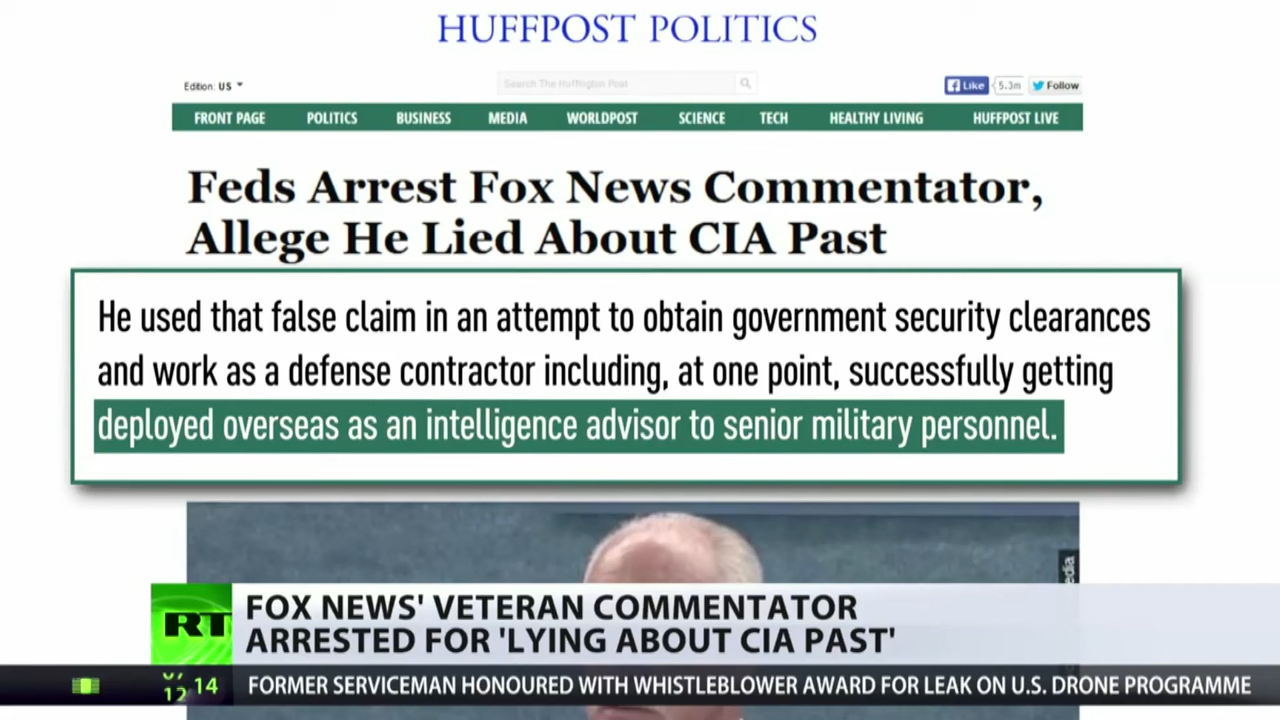 HUFFPOST POLITICS
Edition: US
Search The Huffington Post
Like 5.3m Follow
FRONT PAGE POLITICS BUSINESS MEDIA WORLDPOST SCIENCE TECH HEALTHY LIVING HUFFPOST LIVE
Feds Arrest Fox News Commentator,
Allege He Lied About CIA Past
He used that false claim in an attempt to obtain government security clearances
and work as a defense contractor including, at one point, successfully getting
deployed overseas as an intelligence advisor to senior military personnel.
RT
FOX NEWS' VETERAN COMMENTATOR
ARRESTED FOR 'LYING ABOUT CIA PAST'
14
FORMER SERVICEMAN HONOURED WITH WHISTLEBLOWER AWARD FOR LEAK ON U.S. DRONE PROGRAMME